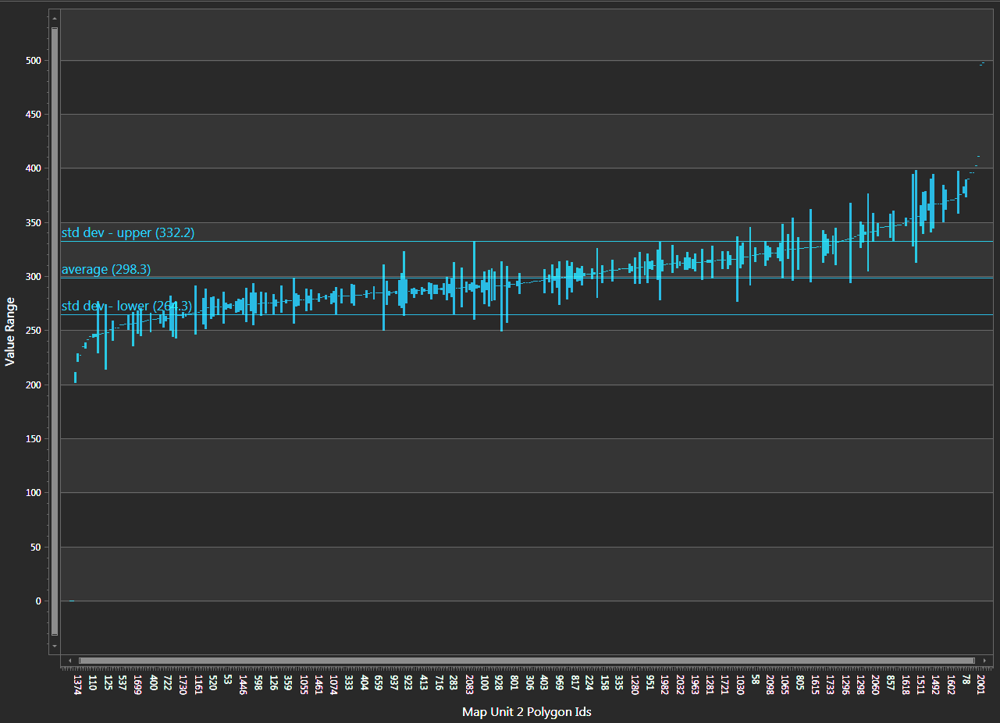 500
450
400
350
300
250
200
150
100
50
0
Value Range
std dev - upper (332.2)
average (298.3)
std dev - lower (264.3)
1374 110 125 537 1699 400 722 1730 1161 520 53 1446 598 126 359 1055 1461 1074 333 404 659 937 923 413 716 283 2083 100 928 801 306 403 969 817 224 158 335 1280 951 1982 2032 1963 1281 1721 1030 58 2098 1065 805 1615 1733 1296 1298 2060 857 1618 1511 1492 1602 78 2001
Map Unit 2 Polygon Ids